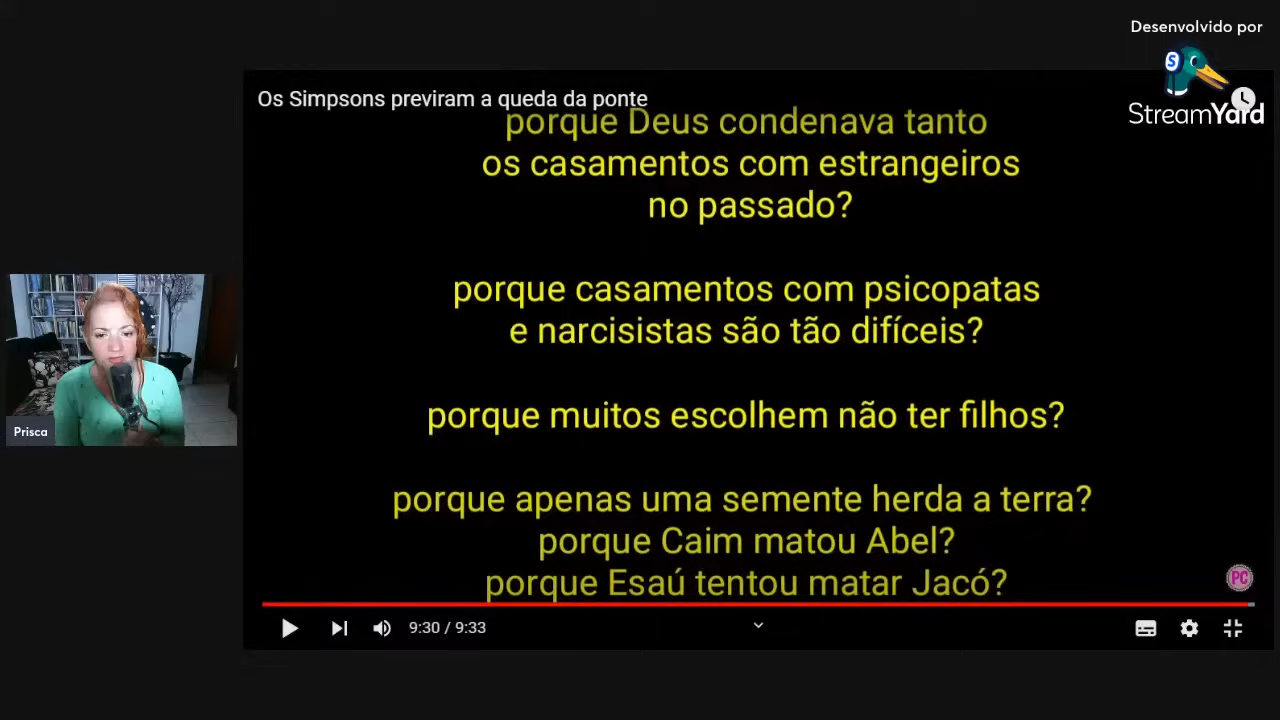 Desenvolvido por
StreamYard
Os Simpsons previram a queda da ponte
porque Deus condenava tanto
os casamentos com estrangeiros
no passado?
porque casamentos com psicopatas
e narcisistas são tão difíceis?
porque muitos escolhem não ter filhos?
porque apenas uma semente herda a terra?
porque Caim matou Abel?
porque Esaú tentou matar Jacó?
Prisca
PC
9:30 / 9:33